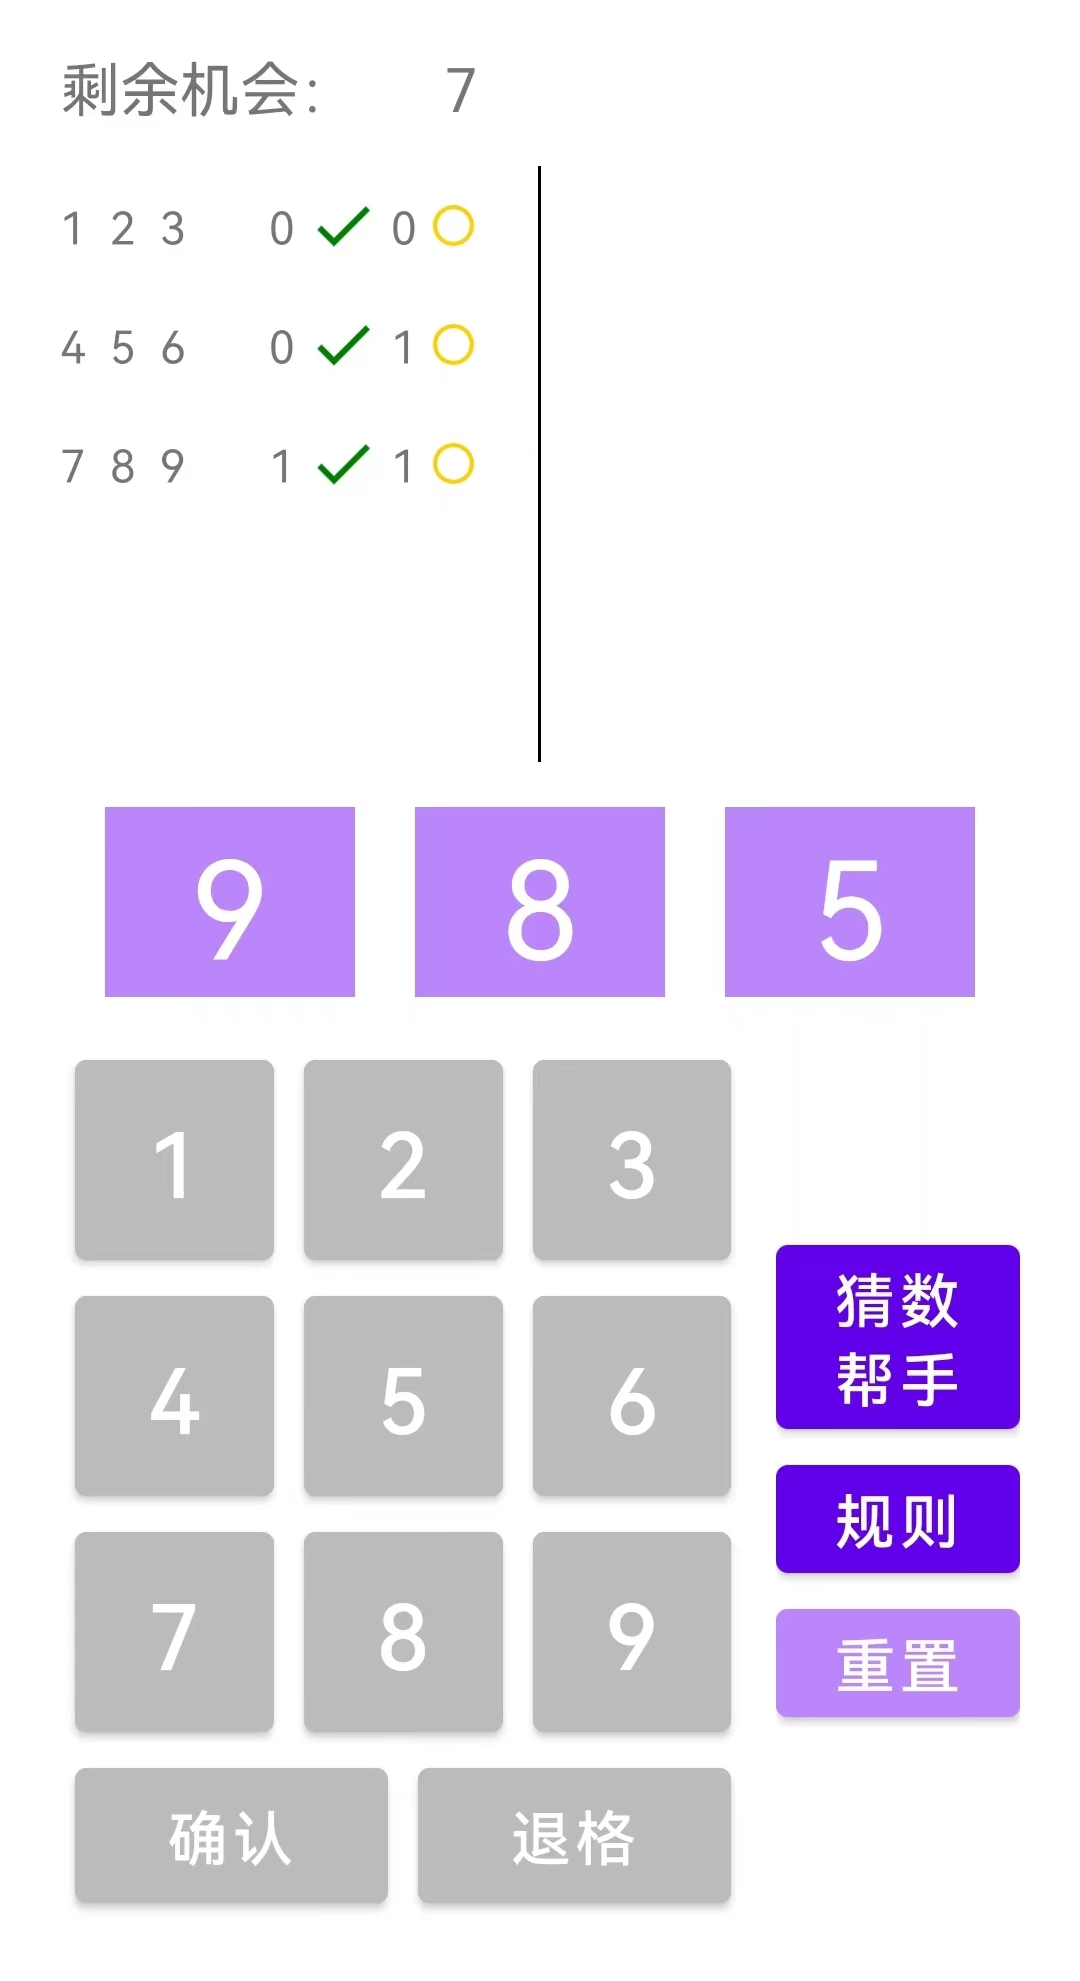 剩余机会： 7
1 2 3 0 ✓ 0 ○
4 5 6 0 ✓ 1 ○
7 8 9 1 ✓ 1 ○
9 8 5
1 2 3
4 5 6
7 8 9
猜数
帮手
规则
重置
确认 退格